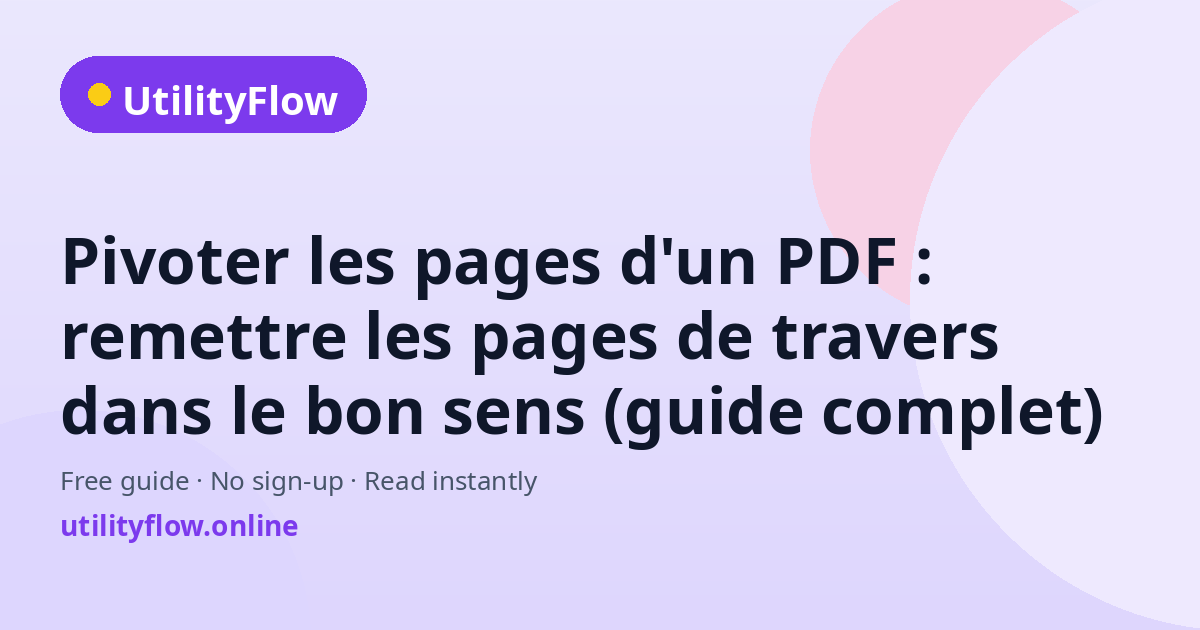 UtilityFlow
Pivoter les pages d'un PDF :
remettre les pages de travers
dans le bon sens (guide complet)
Free guide · No sign-up · Read instantly
utilityflow.online